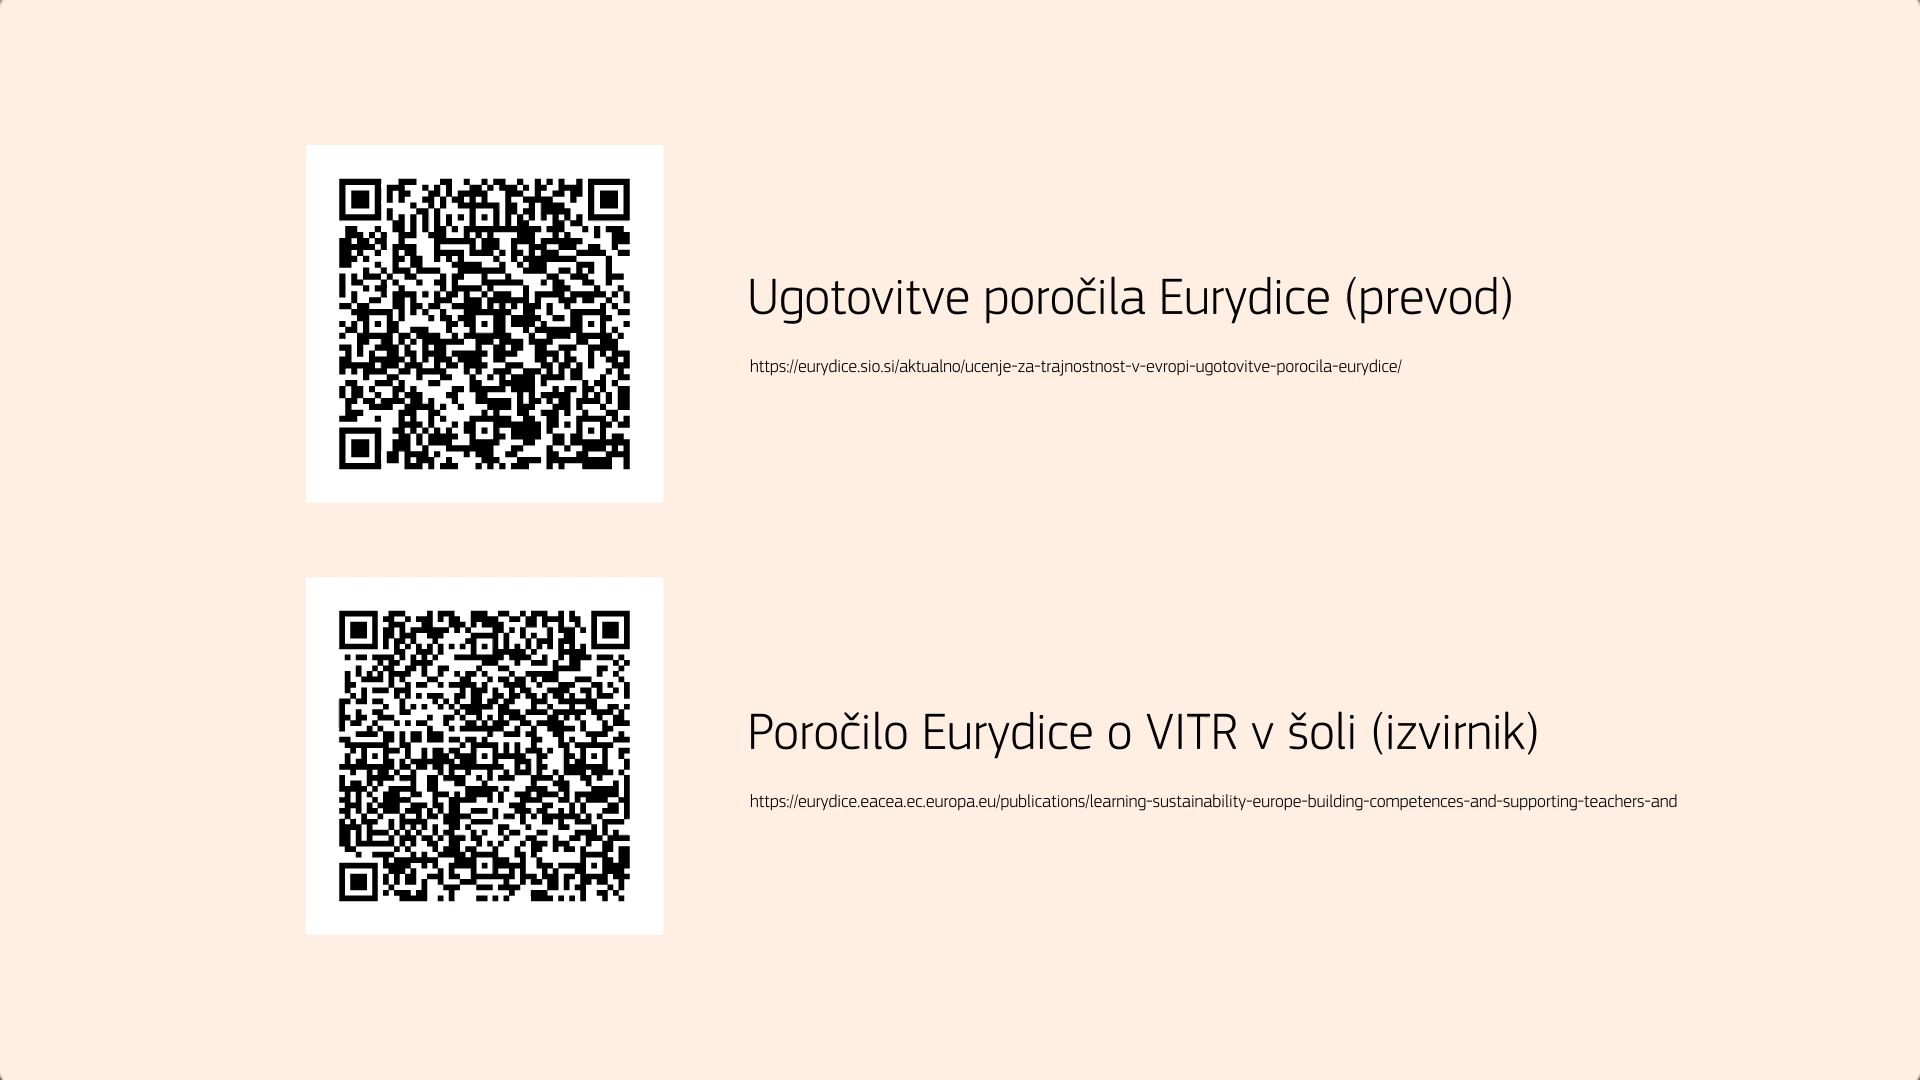 Ugotovitve poročila Eurydice (prevod)
https://eurydice.sio.si/aktualno/ucenje-za-trajnostnost-v-evropi-ugotovitve-porocila-eurydice/
Poročilo Eurydice o VITR v šoli (izvirnik)
https://eurydice.eacea.ec.europa.eu/publications/learning-sustainability-europe-building-competences-and-supporting-teachers-and